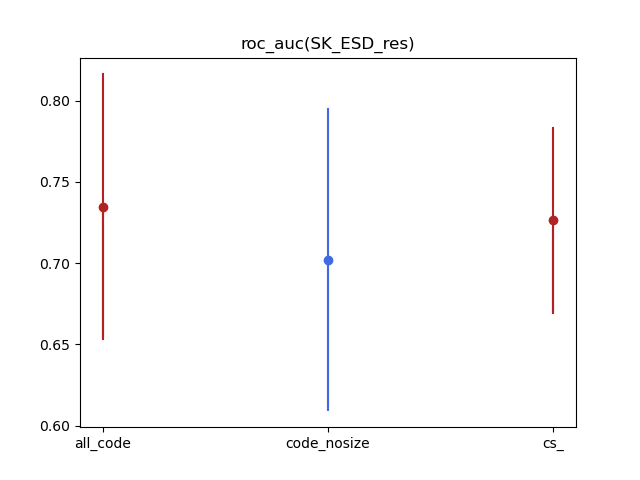 roc_auc(SK_ESD_res)
0.80
0.75
0.70
0.65
0.60
all_code
code_nosize
cs_